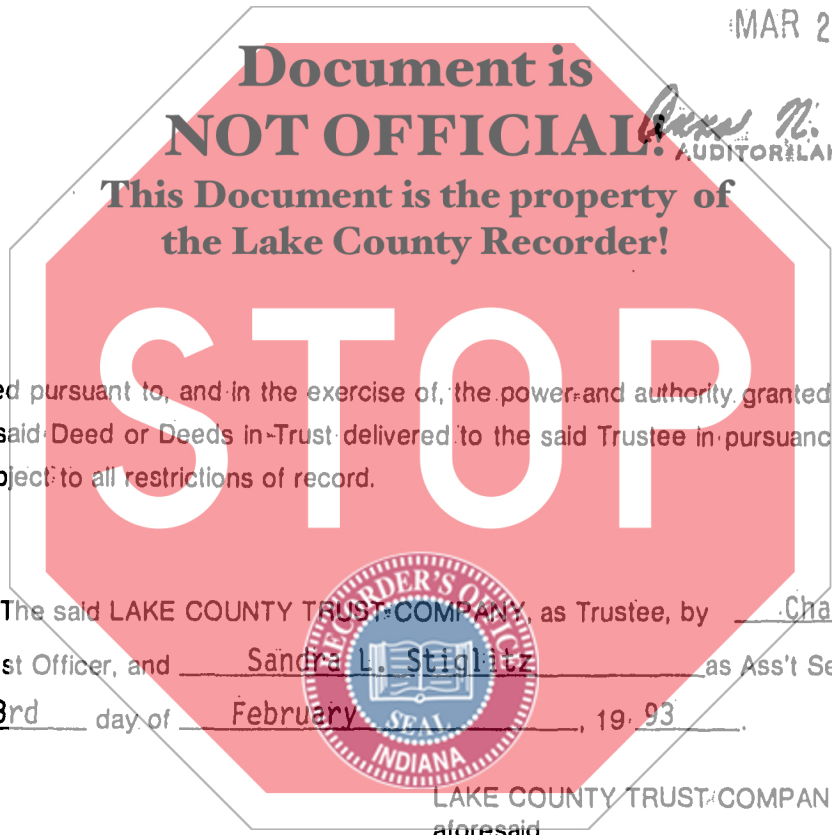 MAR 2
Document is
NOT OFFICIAL!
Anna N.
AUDITOR LAK
This Document is the property of
the Lake County Recorder!
STOP
ed pursuant to, and in the exercise of, the power and authority granted
said Deed or Deeds in Trust delivered to the said Trustee in pursuanc
bject to all restrictions of record.
The said LAKE COUNTY TRUST COMPANY, as Trustee, by Cha
st Officer, and Sandra L. Stiglitz as Ass't Se
3rd day of February, 19 93.
RECORDER'S OFFICE
SEAL
INDIANA
LAKE COUNTY TRUST COMPAN
aforesaid